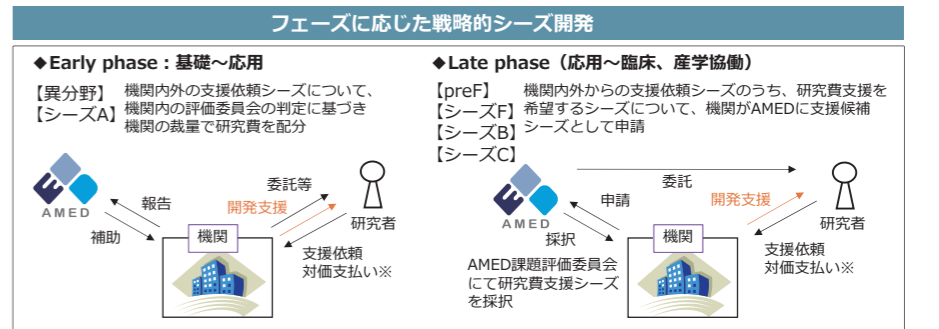 フェーズに応じた戦略的シーズ開発
◆Early phase：基礎～応用
【異分野】
【シーズA】
機関内外の支援依頼シーズについて、
機関内の評価委員会の判定に基づき
機関の裁量で研究費を配分
AMED
報告
補助
機関
委託等
開発支援
研究者
支援依頼
対価支払い※
◆Late phase（応用～臨床、産学協働）
【preF】
【シーズF】
【シーズB】
【シーズC】
機関内外からの支援依頼シーズのうち、研究費支援を
希望するシーズについて、機関がAMEDに支援候補
シーズとして申請
AMED
委託
申請
採択
機関
開発支援
研究者
支援依頼
対価支払い※
AMED課題評価委員会
にて研究費支援シーズ
を採択